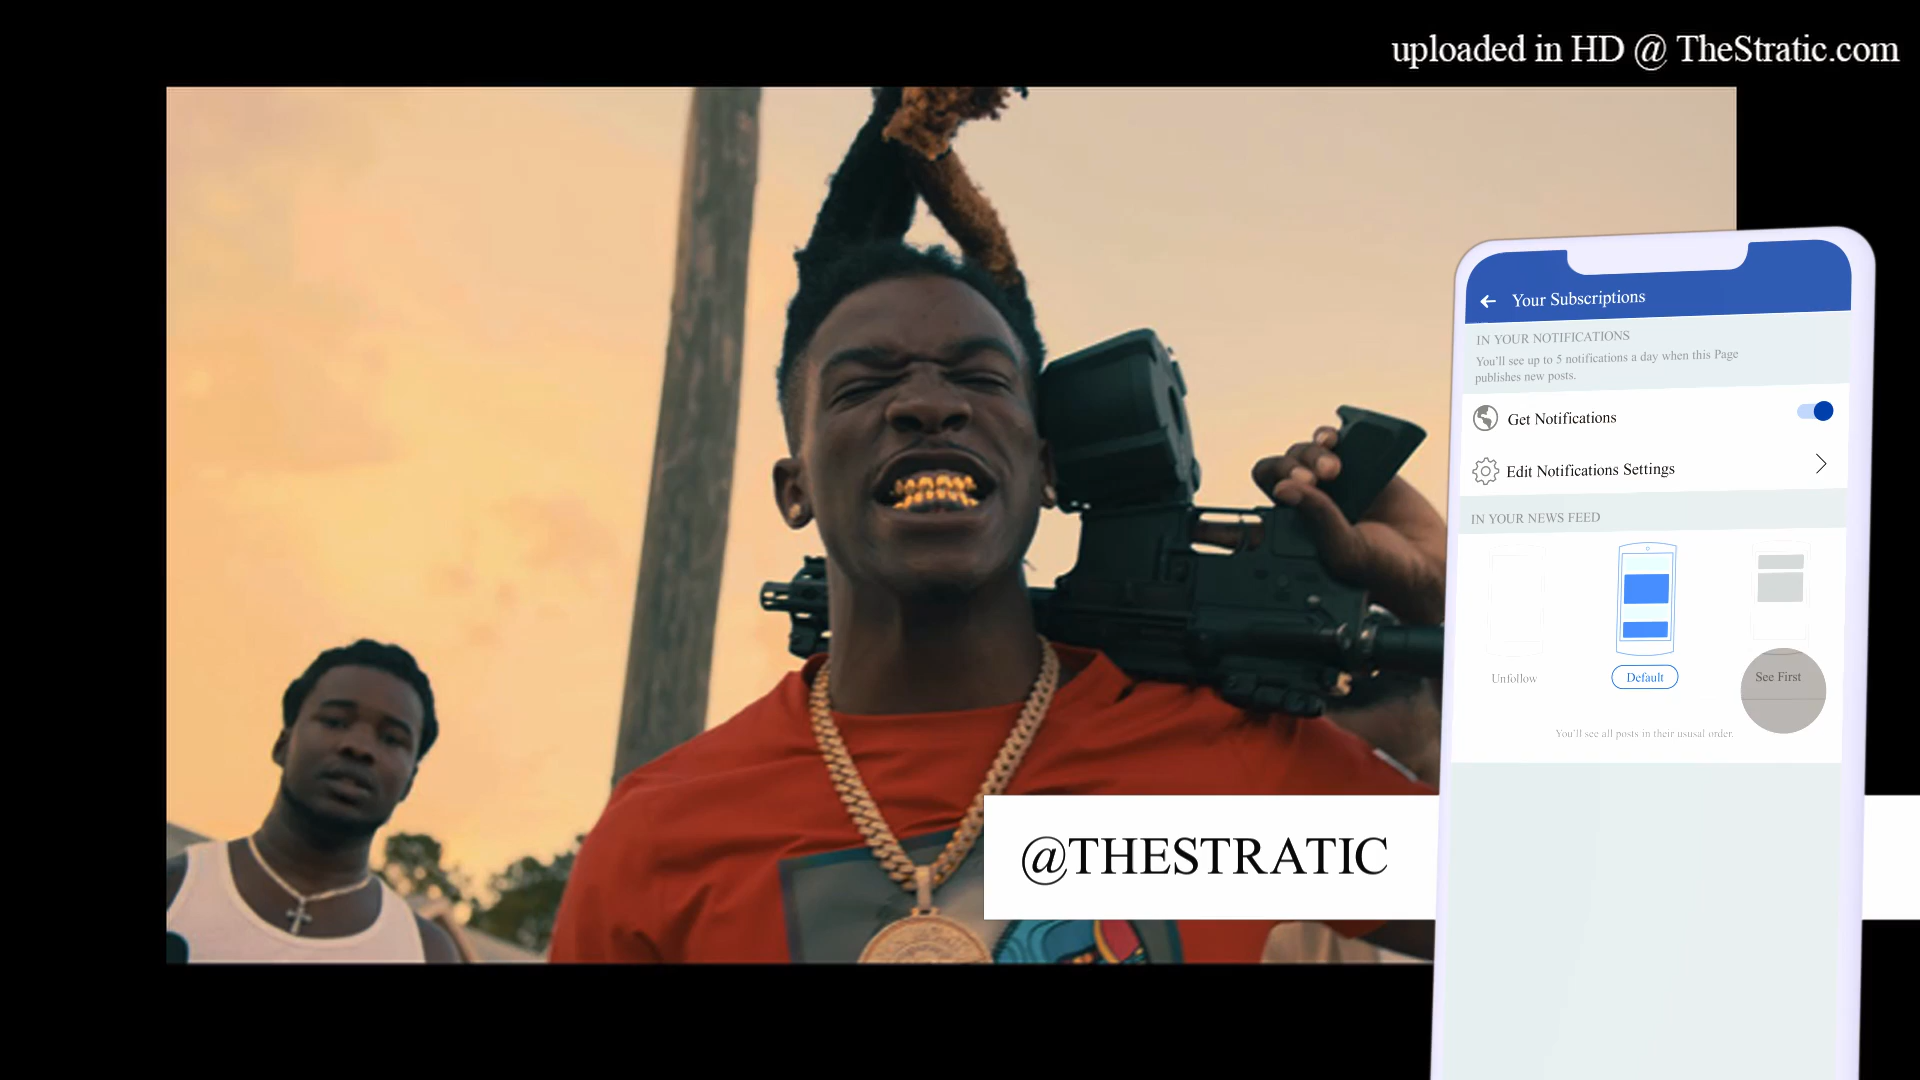 uploaded in HD @ TheStratic.com
Your Subscriptions
IN YOUR NOTIFICATIONS
You'll see up to 5 notifications a day when this Page
publishes new posts.
Get Notifications
Edit Notifications Settings
IN YOUR NEWS FEED
Unfollow
Default
See First
You'll see all posts in their ususal order.
@THESTRATIC